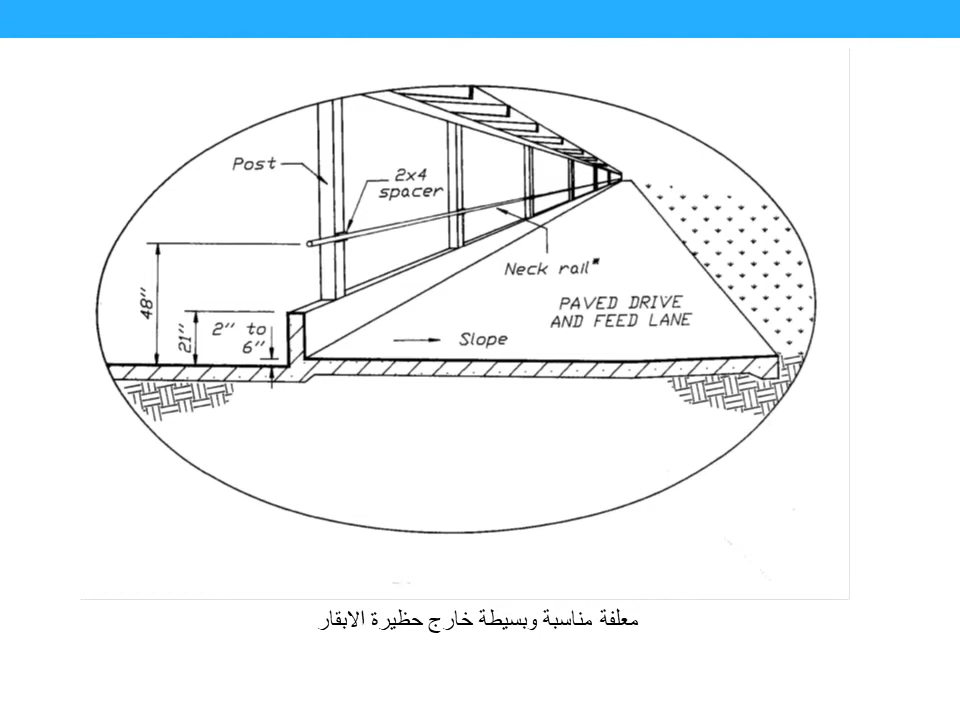 Post
2x4
spacer
48"
21"
2" to
6"
Neck rail*
PAVED DRIVE
AND FEED LANE
Slope
معلفة مناسبة وبسيطة خارج حظيرة الابقار